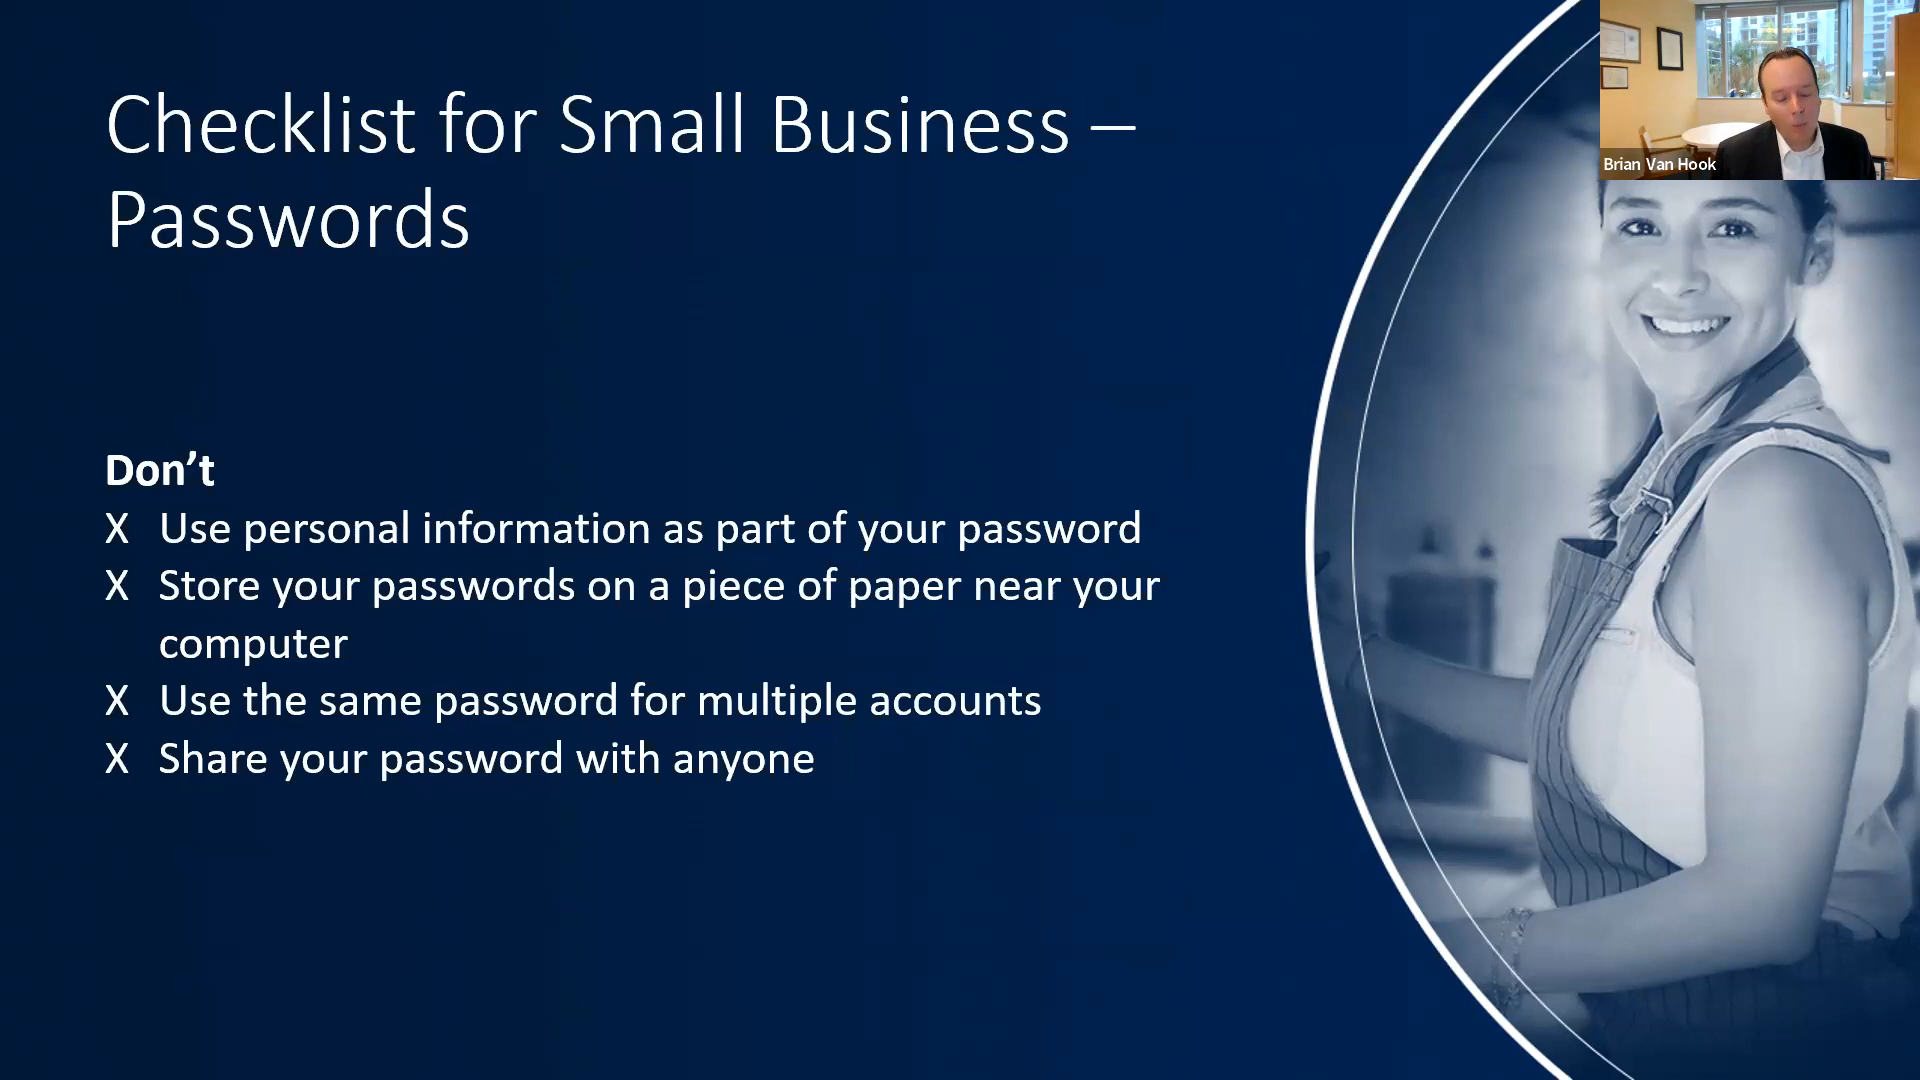 Checklist for Small Business –
Passwords
Brian Van Hook
Don’t
X Use personal information as part of your password
X Store your passwords on a piece of paper near your
computer
X Use the same password for multiple accounts
X Share your password with anyone